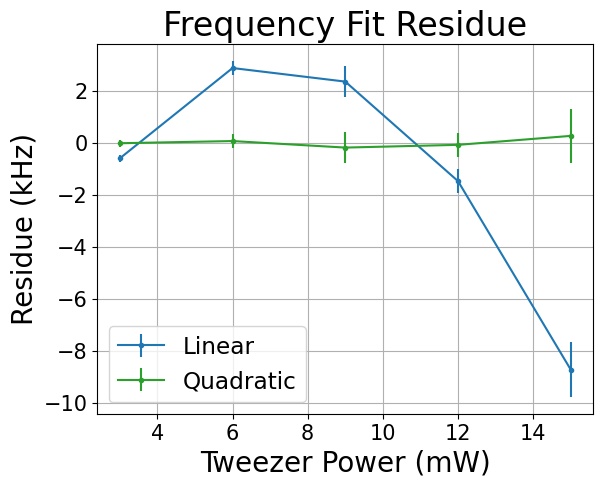 Frequency Fit Residue
Residue (kHz)
2
0
−2
−4
−6
−8
−10
Linear
Quadratic
4 6 8 10 12 14
Tweezer Power (mW)